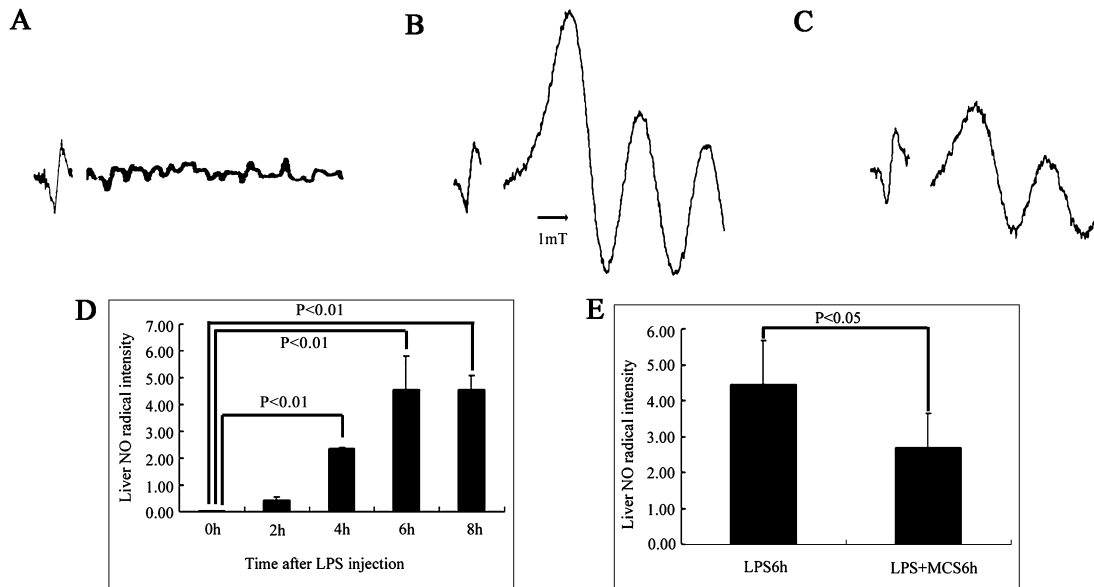 A
B
C
1mT
D
P<0.01
P<0.01
P<0.01
Liver NO radical intensity
7.00
6.00
5.00
4.00
3.00
2.00
1.00
0.00
0h 2h 4h 6h 8h
Time after LPS injection
E
P<0.05
Liver NO radical intensity
6.00
5.00
4.00
3.00
2.00
1.00
0.00
LPS6h LPS+MCS6h